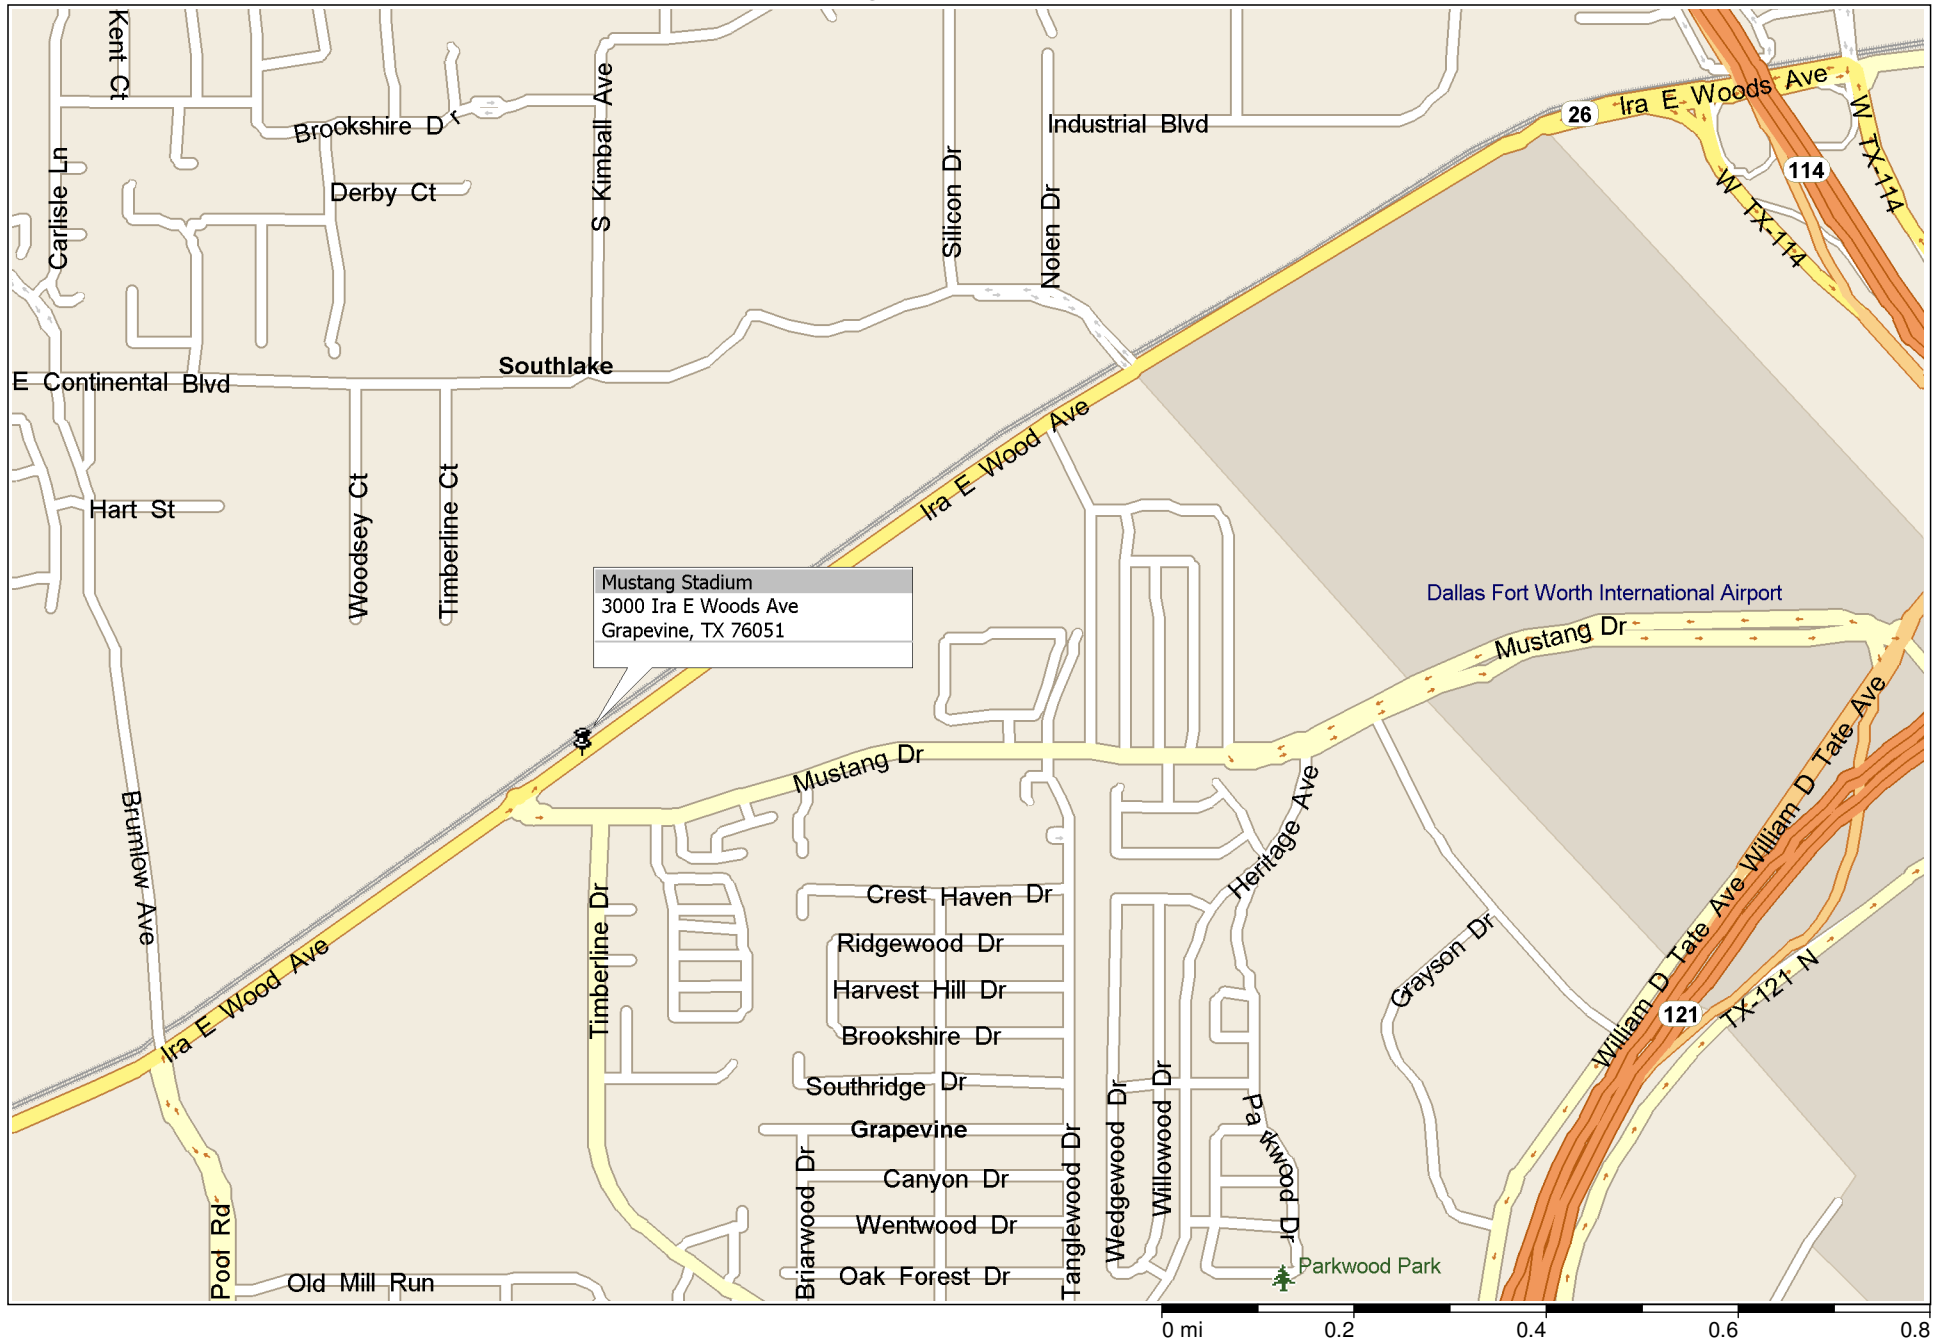 Kent Ct
Brookshire Dr
Carlisle Ln
Derby Ct
S Kimball Ave
Silicon Dr
Nolen Dr
Industrial Blvd
26
Ira E Woods Ave
114
W TX-114
W TX-114
E Continental Blvd
Southlake
Hart St
Woodsey Ct
Timberline Ct
Ira E Wood Ave
Mustang Stadium
3000 Ira E Woods Ave
Grapevine, TX 76051
Dallas Fort Worth International Airport
Mustang Dr
Mustang Dr
William D Tate Ave
William D Tate Ave
William D Tate Ave
Brumlow Ave
Ira E Wood Ave
Timberline Dr
Heritage Ave
Crest Haven Dr
Ridgewood Dr
Harvest Hill Dr
Brookshire Dr
Southridge Dr
Grapevine
Canyon Dr
Wentwood Dr
Oak Forest Dr
Briarwood Dr
Tanglewood Dr
Wedgewood Dr
Willowood Dr
Parkwood Dr
Grayson Dr
121
TX-121 N
Pool Rd
Old Mill Run
Parkwood Park
0 mi 0.2 0.4 0.6 0.8